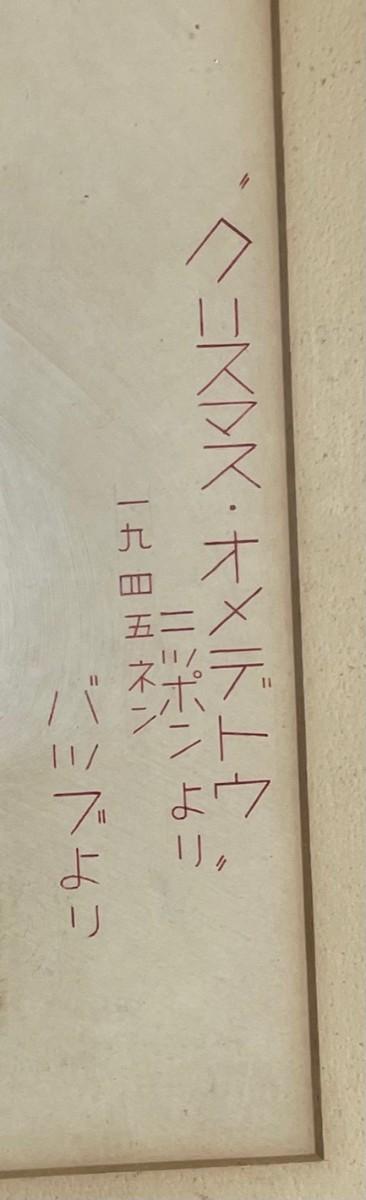 〃クリスマス・オメデトウ〃
ニッポンより
一九四五ネン
バッブより